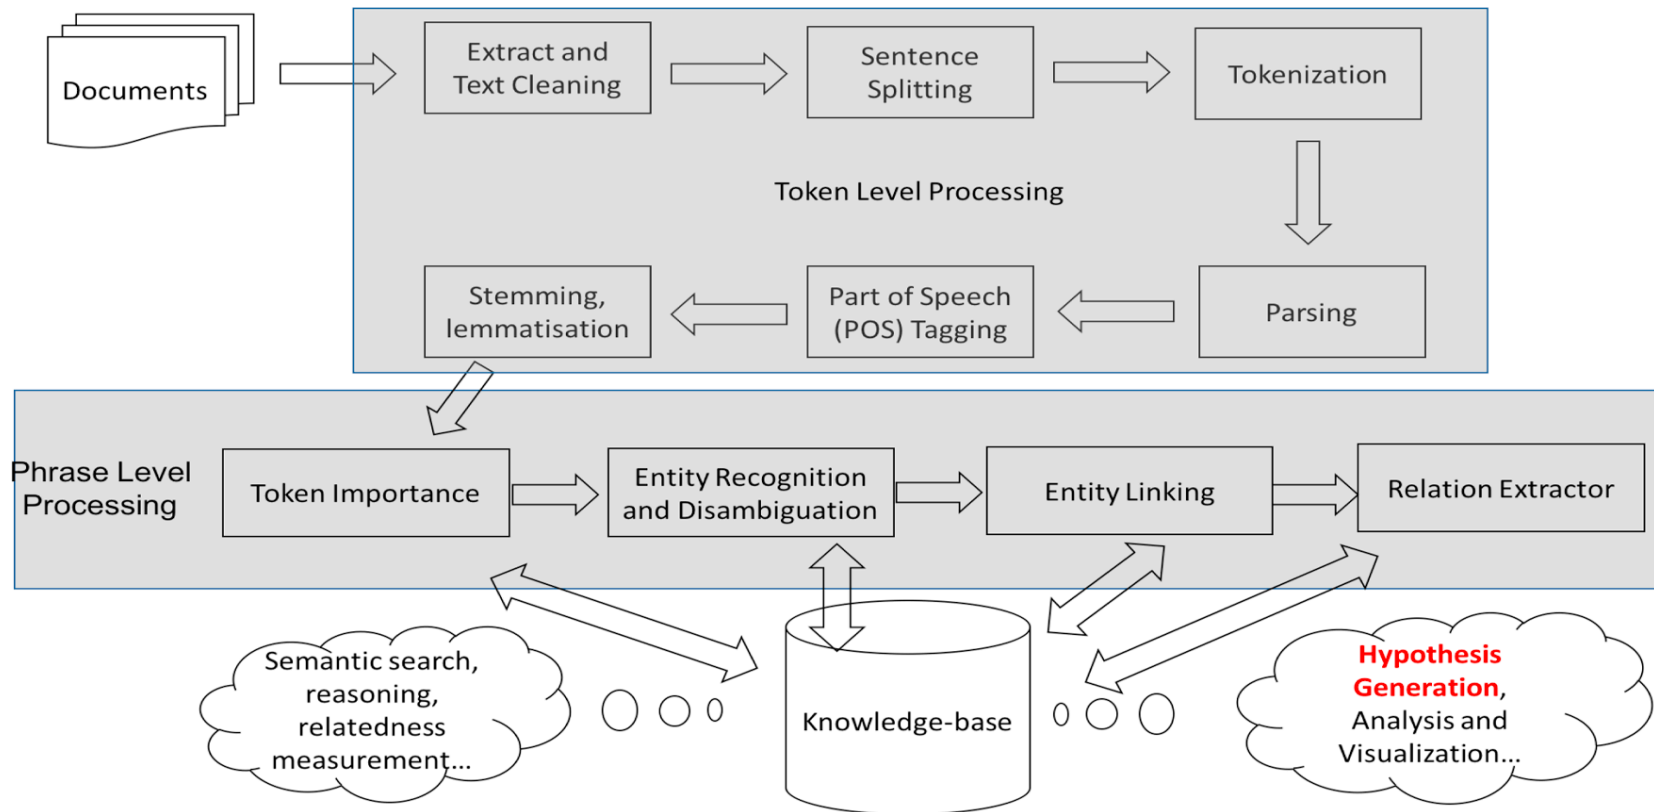 Documents
Extract and
Text Cleaning
Sentence
Splitting
Tokenization
Token Level Processing
Stemming,
lemmatisation
Part of Speech
(POS) Tagging
Parsing
Phrase Level
Processing
Token Importance
Entity Recognition
and Disambiguation
Entity Linking
Relation Extractor
Semantic search,
reasoning,
relatedness
measurement...
Knowledge-base
Hypothesis
Generation,
Analysis and
Visualization...